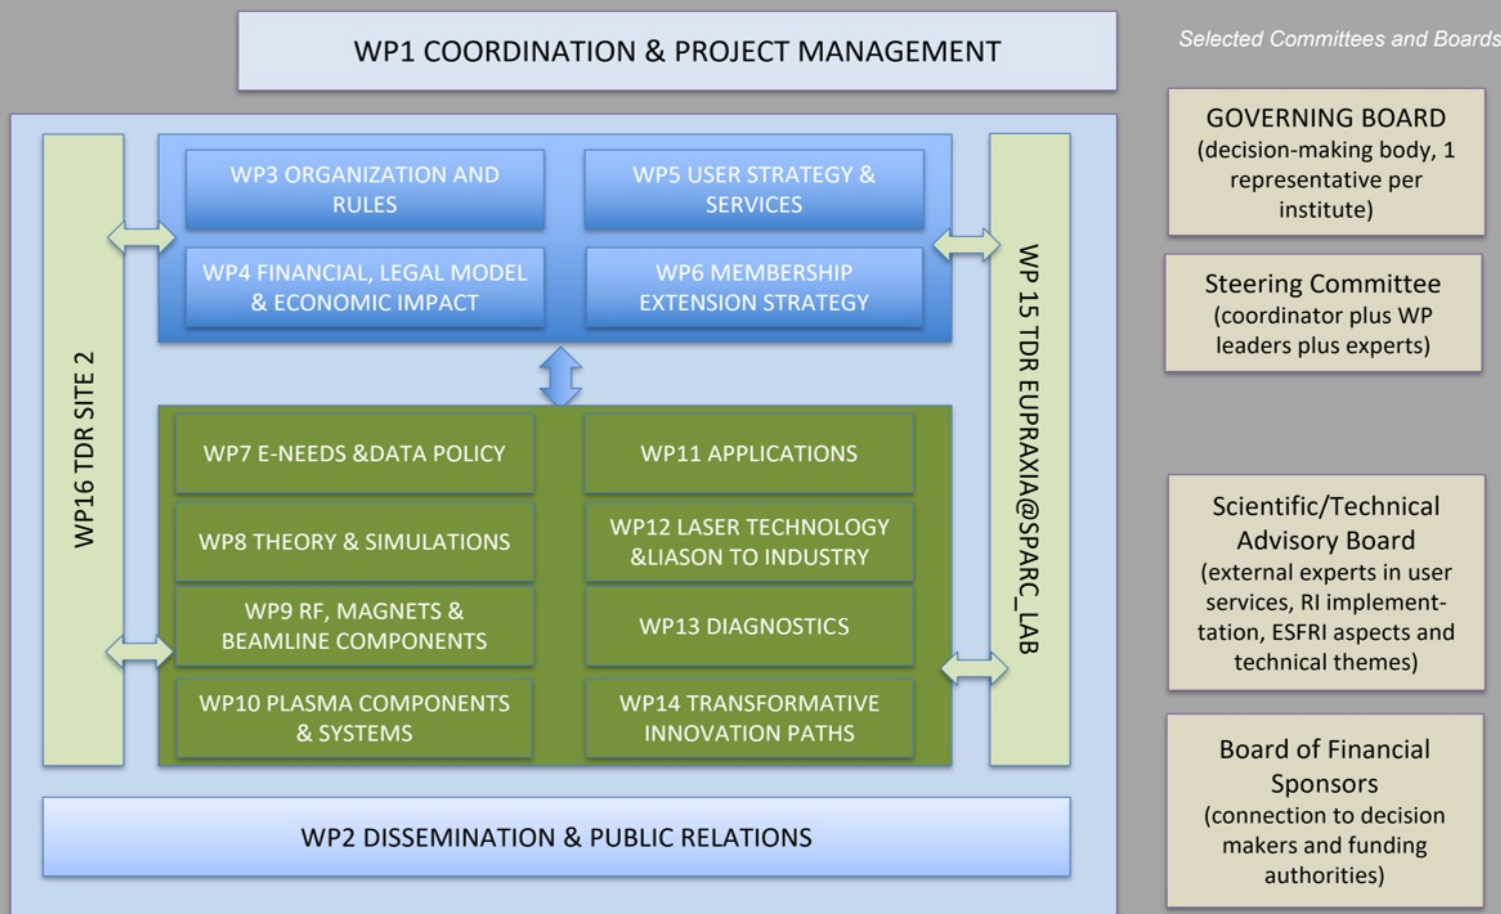 WP1 COORDINATION & PROJECT MANAGEMENT
Selected Committees and Boards
WP16 TDR SITE 2
WP3 ORGANIZATION AND
RULES
WP5 USER STRATEGY &
SERVICES
WP4 FINANCIAL, LEGAL MODEL
& ECONOMIC IMPACT
WP6 MEMBERSHIP
EXTENSION STRATEGY
WP7 E-NEEDS &DATA POLICY
WP11 APPLICATIONS
WP8 THEORY & SIMULATIONS
WP12 LASER TECHNOLOGY
&LIASON TO INDUSTRY
WP9 RF, MAGNETS &
BEAMLINE COMPONENTS
WP13 DIAGNOSTICS
WP10 PLASMA COMPONENTS
& SYSTEMS
WP14 TRANSFORMATIVE
INNOVATION PATHS
WP 15 TDR EUPRAXIA@SPARC_LAB
WP2 DISSEMINATION & PUBLIC RELATIONS
GOVERNING BOARD
(decision-making body, 1
representative per
institute)
Steering Committee
(coordinator plus WP
leaders plus experts)
Scientific/Technical
Advisory Board
(external experts in user
services, RI implement-
tation, ESFRI aspects and
technical themes)
Board of Financial
Sponsors
(connection to decision
makers and funding
authorities)